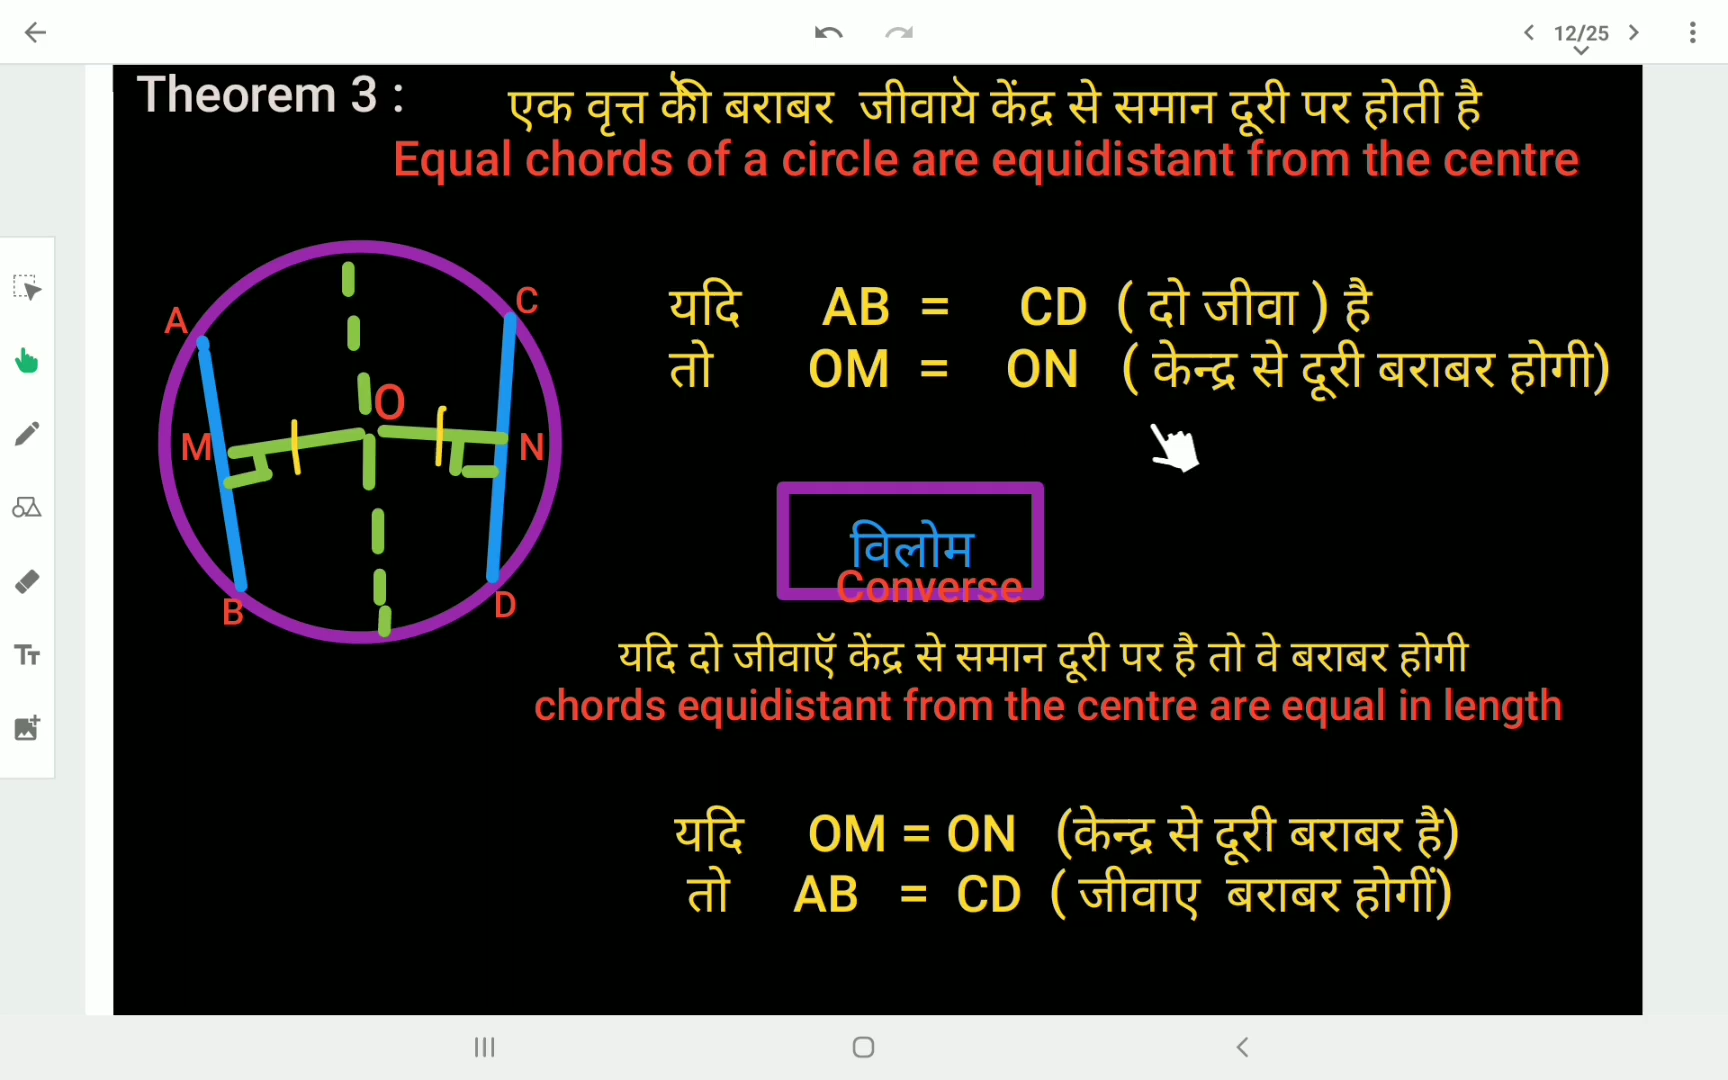 12/25
Theorem 3 :
एक वृत्त की बराबर जीवाये केंद्र से समान दूरी पर होती है
Equal chords of a circle are equidistant from the centre
A
C
O
M
N
B
D
यदि AB = CD ( दो जीवा ) है
तो OM = ON ( केन्द्र से दूरी बराबर होगी)
विलोम
Converse
यदि दो जीवाऍ केंद्र से समान दूरी पर है तो वे बराबर होगी
chords equidistant from the centre are equal in length
यदि OM = ON (केन्द्र से दूरी बराबर है)
तो AB = CD ( जीवाए बराबर होगीं)